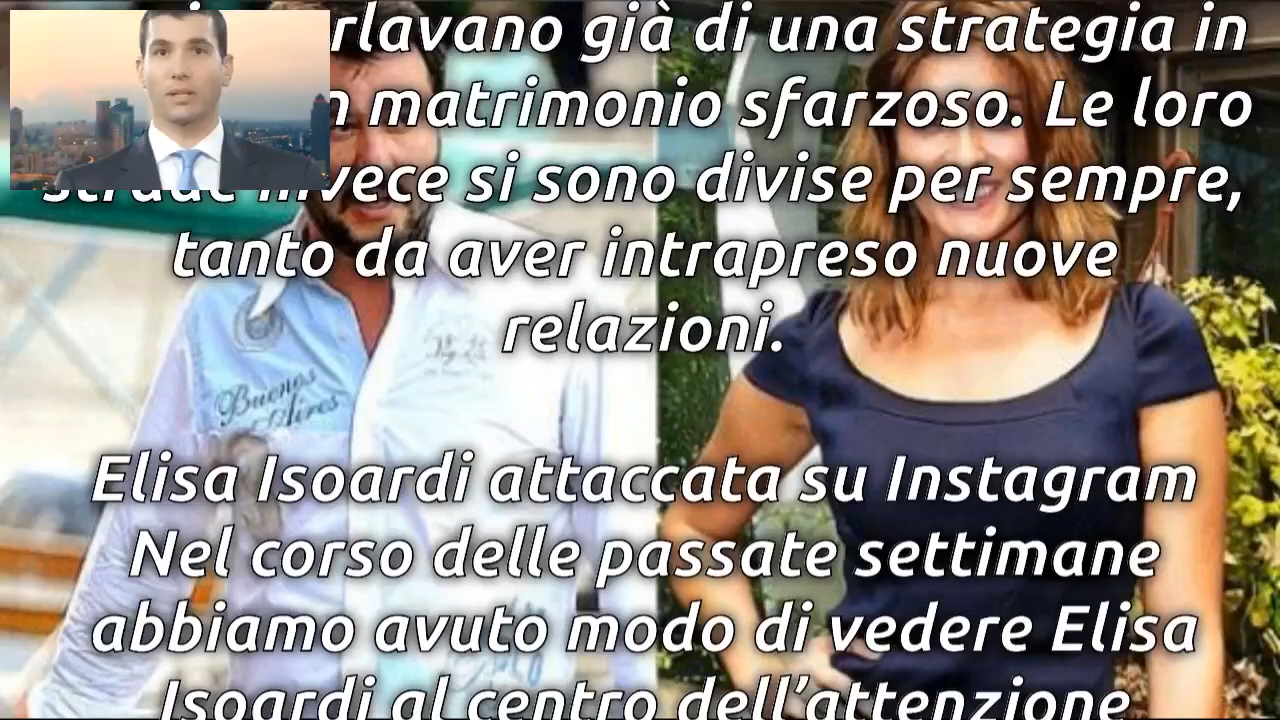 già di una strategia in
matrimonio sfarzoso. Le loro
si sono divise per sempre,
tanto da aver intrapreso nuove
relazioni.
Buenos
Aires
Elisa Isoardi attaccata su Instagram
Nel corso delle passate settimane
abbiamo avuto modo di vedere Elisa
Isoardi al centro dell'attenzione